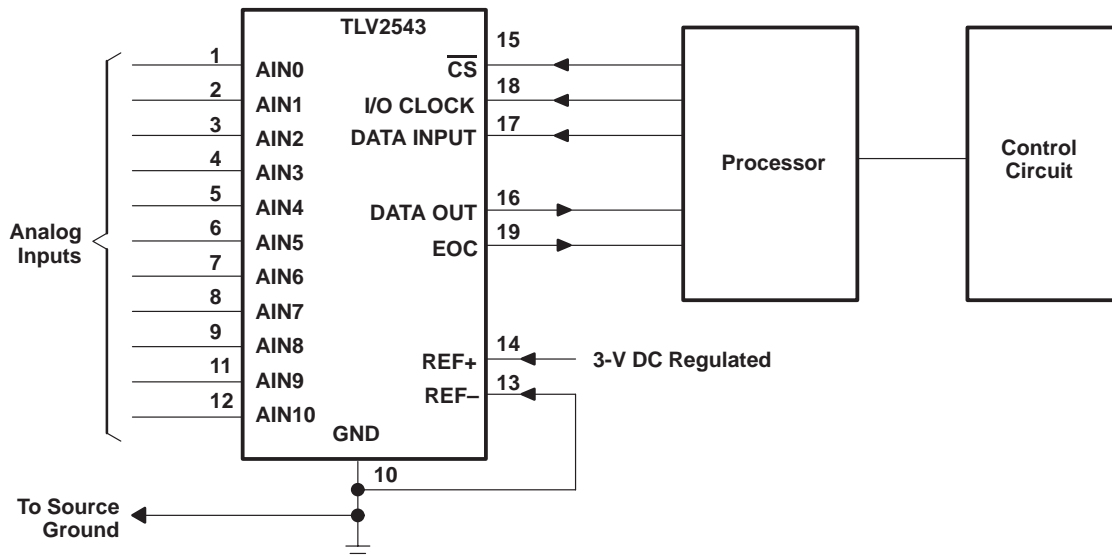 TLV2543
1
2
3
4
5
6
7
8
9
11
12
AIN0
AIN1
AIN2
AIN3
AIN4
AIN5
AIN6
AIN7
AIN8
AIN9
AIN10
Analog
Inputs
CS
I/O CLOCK
DATA INPUT
DATA OUT
EOC
REF+
REF–
GND
15
18
17
16
19
14
13
10
3-V DC Regulated
Processor
Control
Circuit
To Source
Ground